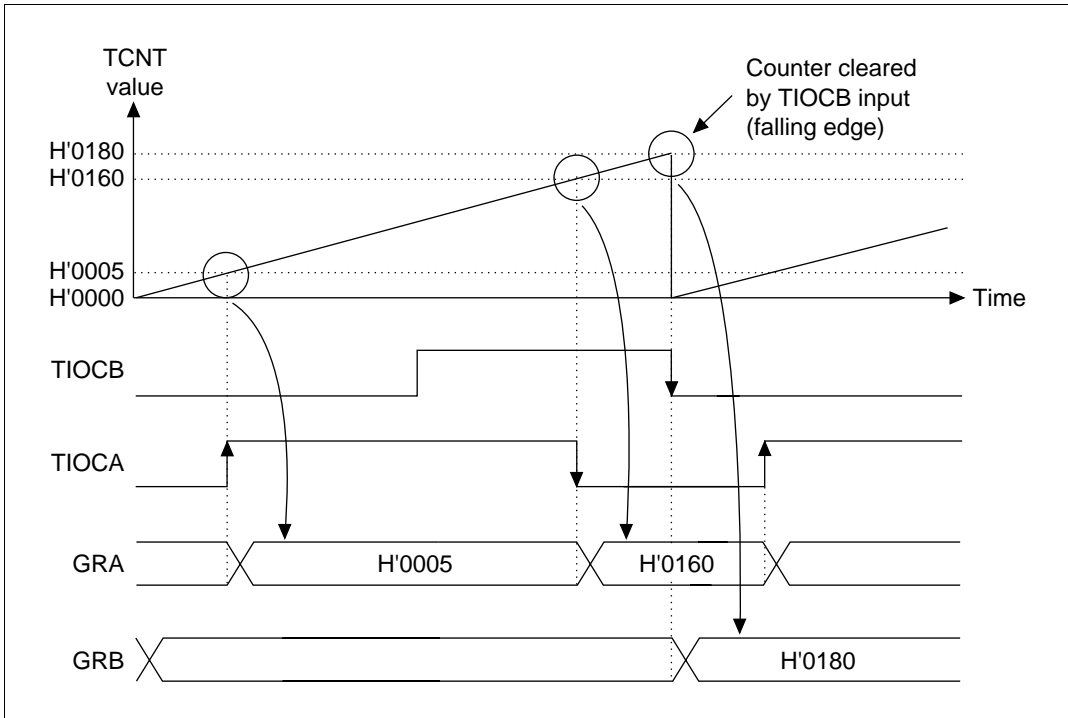 TCNT
value
Counter cleared
by TIOCB input
(falling edge)
H'0180
H'0160
H'0005
H'0000
Time
TIOCB
TIOCA
GRA
H'0005
H'0160
GRB
H'0180